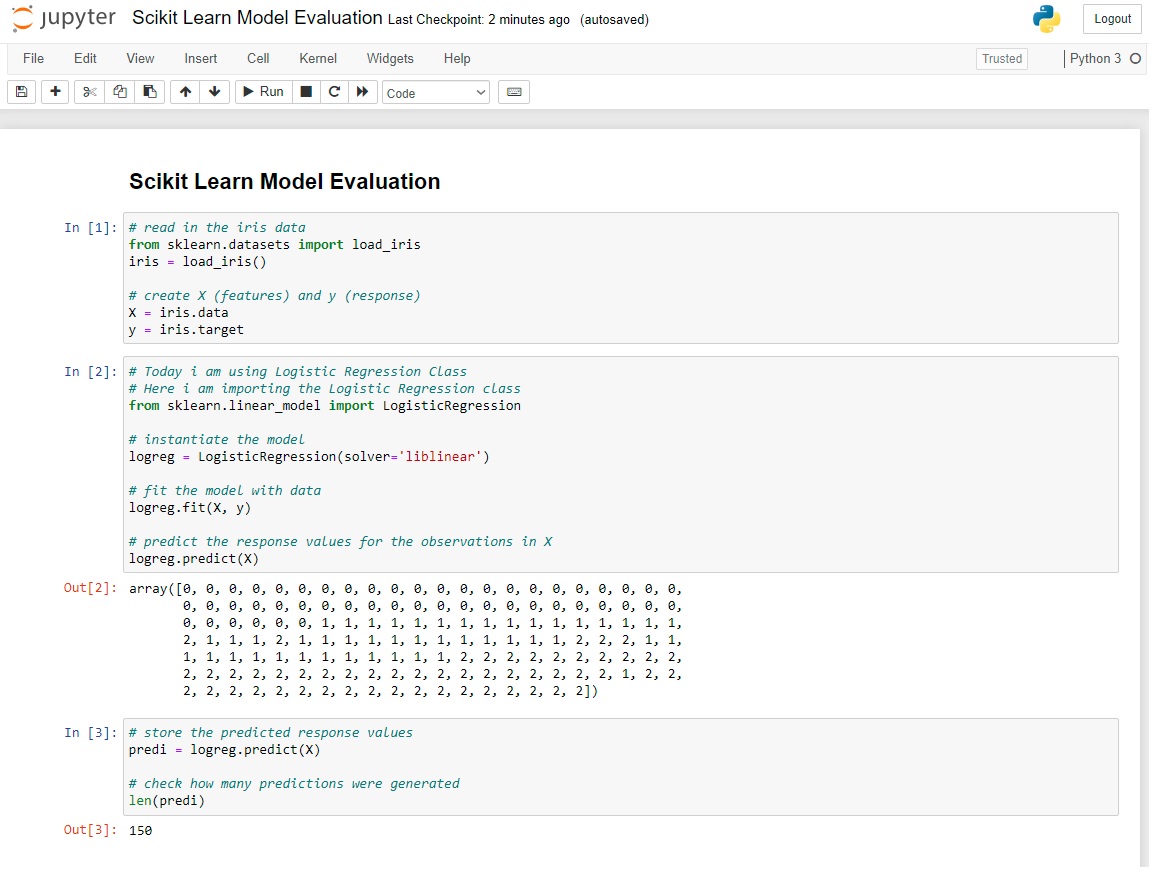 jupyter Scikit Learn Model Evaluation Last Checkpoint: 2 minutes ago (autosaved) Logout
File Edit View Insert Cell Kernel Widgets Help Trusted Python 3
Run Code
Scikit Learn Model Evaluation
In [1]: # read in the iris data
from sklearn.datasets import load_iris
iris = load_iris()
# create X (features) and y (response)
X = iris.data
y = iris.target
In [2]: # Today i am using Logistic Regression Class
# Here i am importing the Logistic Regression class
from sklearn.linear_model import LogisticRegression
# instantiate the model
logreg = LogisticRegression(solver='liblinear')
# fit the model with data
logreg.fit(X, y)
# predict the response values for the observations in X
logreg.predict(X)
Out[2]: array([0, 0, 0, 0, 0, 0, 0, 0, 0, 0, 0, 0, 0, 0, 0, 0, 0, 0, 0, 0, 0, 0,
0, 0, 0, 0, 0, 0, 0, 0, 0, 0, 0, 0, 0, 0, 0, 0, 0, 0, 0, 0, 0, 0,
0, 0, 0, 0, 0, 0, 1, 1, 1, 1, 1, 1, 1, 1, 1, 1, 1, 1, 1, 1, 1, 1,
2, 1, 1, 1, 2, 1, 1, 1, 1, 1, 1, 1, 1, 1, 1, 1, 1, 2, 2, 2, 1, 1,
1, 1, 1, 1, 1, 1, 1, 1, 1, 1, 1, 1, 2, 2, 2, 2, 2, 2, 2, 2, 2, 2,
2, 2, 2, 2, 2, 2, 2, 2, 2, 2, 2, 2, 2, 2, 2, 2, 2, 2, 2, 1, 2, 2,
2, 2, 2, 2, 2, 2, 2, 2, 2, 2, 2, 2, 2, 2, 2, 2, 2, 2])
In [3]: # store the predicted response values
predi = logreg.predict(X)
# check how many predictions were generated
len(predi)
Out[3]: 150